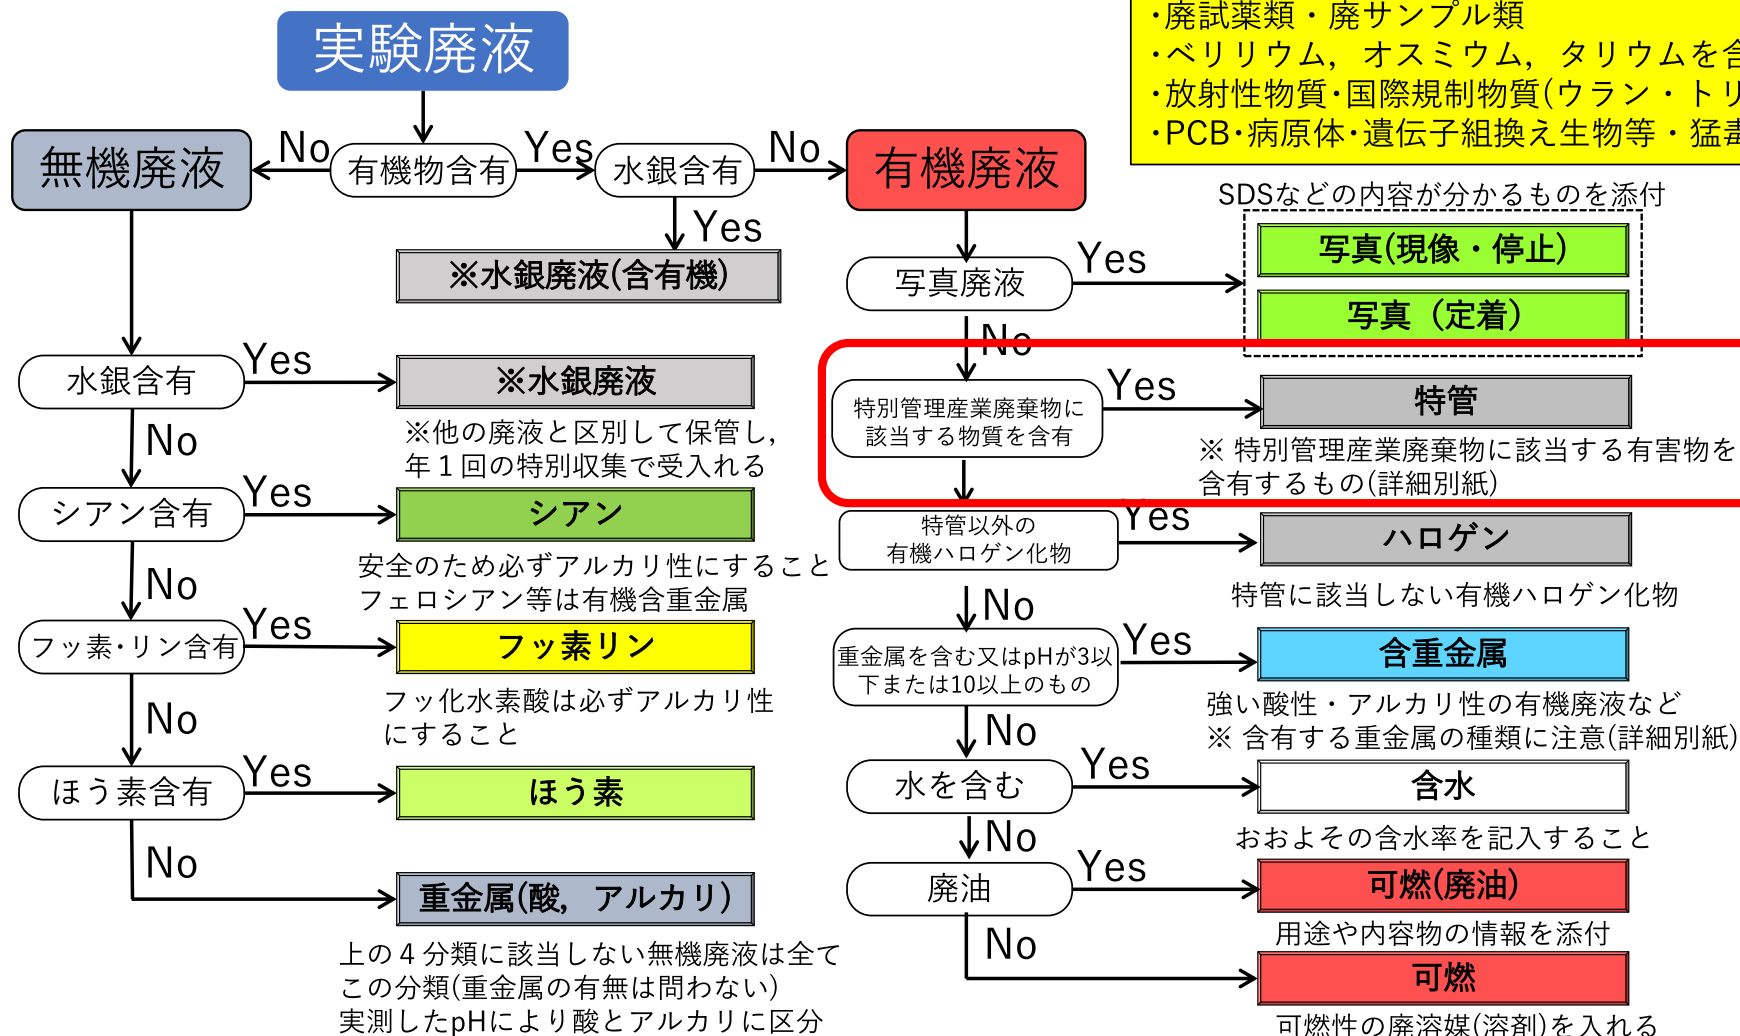 実験廃液
・廃試薬類・廃サンプル類
・ベリリウム，オスミウム，タリウムを含
・放射性物質・国際規制物質(ウラン・トリ
・PCB・病原体・遺伝子組換え生物等・猛毒
無機廃液
No
有機物含有
Yes
水銀含有
No
有機廃液
Yes
※水銀廃液(含有機)
水銀含有
Yes
※水銀廃液
※他の廃液と区別して保管し，
年１回の特別収集で受入れる
No
シアン含有
Yes
シアン
安全のため必ずアルカリ性にすること
フェロシアン等は有機含重金属
No
フッ素・リン含有
Yes
フッ素リン
フッ化水素酸は必ずアルカリ性
にすること
No
ほう素含有
Yes
ほう素
No
重金属(酸，アルカリ)
上の４分類に該当しない無機廃液は全て
この分類(重金属の有無は問わない)
実測したpHにより酸とアルカリに区分
SDSなどの内容が分かるものを添付
写真廃液
Yes
写真(現像・停止)
写真（定着）
No
特別管理産業廃棄物に
該当する物質を含有
Yes
特管
※ 特別管理産業廃棄物に該当する有害物を
含有するもの(詳細別紙)
特管以外の
有機ハロゲン化物
Yes
ハロゲン
特管に該当しない有機ハロゲン化物
No
重金属を含む又はpHが3以
下または10以上のもの
Yes
含重金属
強い酸性・アルカリ性の有機廃液など
※ 含有する重金属の種類に注意(詳細別紙)
No
水を含む
Yes
含水
おおよその含水率を記入すること
No
廃油
Yes
可燃(廃油)
用途や内容物の情報を添付
No
可燃
可燃性の廃溶媒(溶剤)を入れる